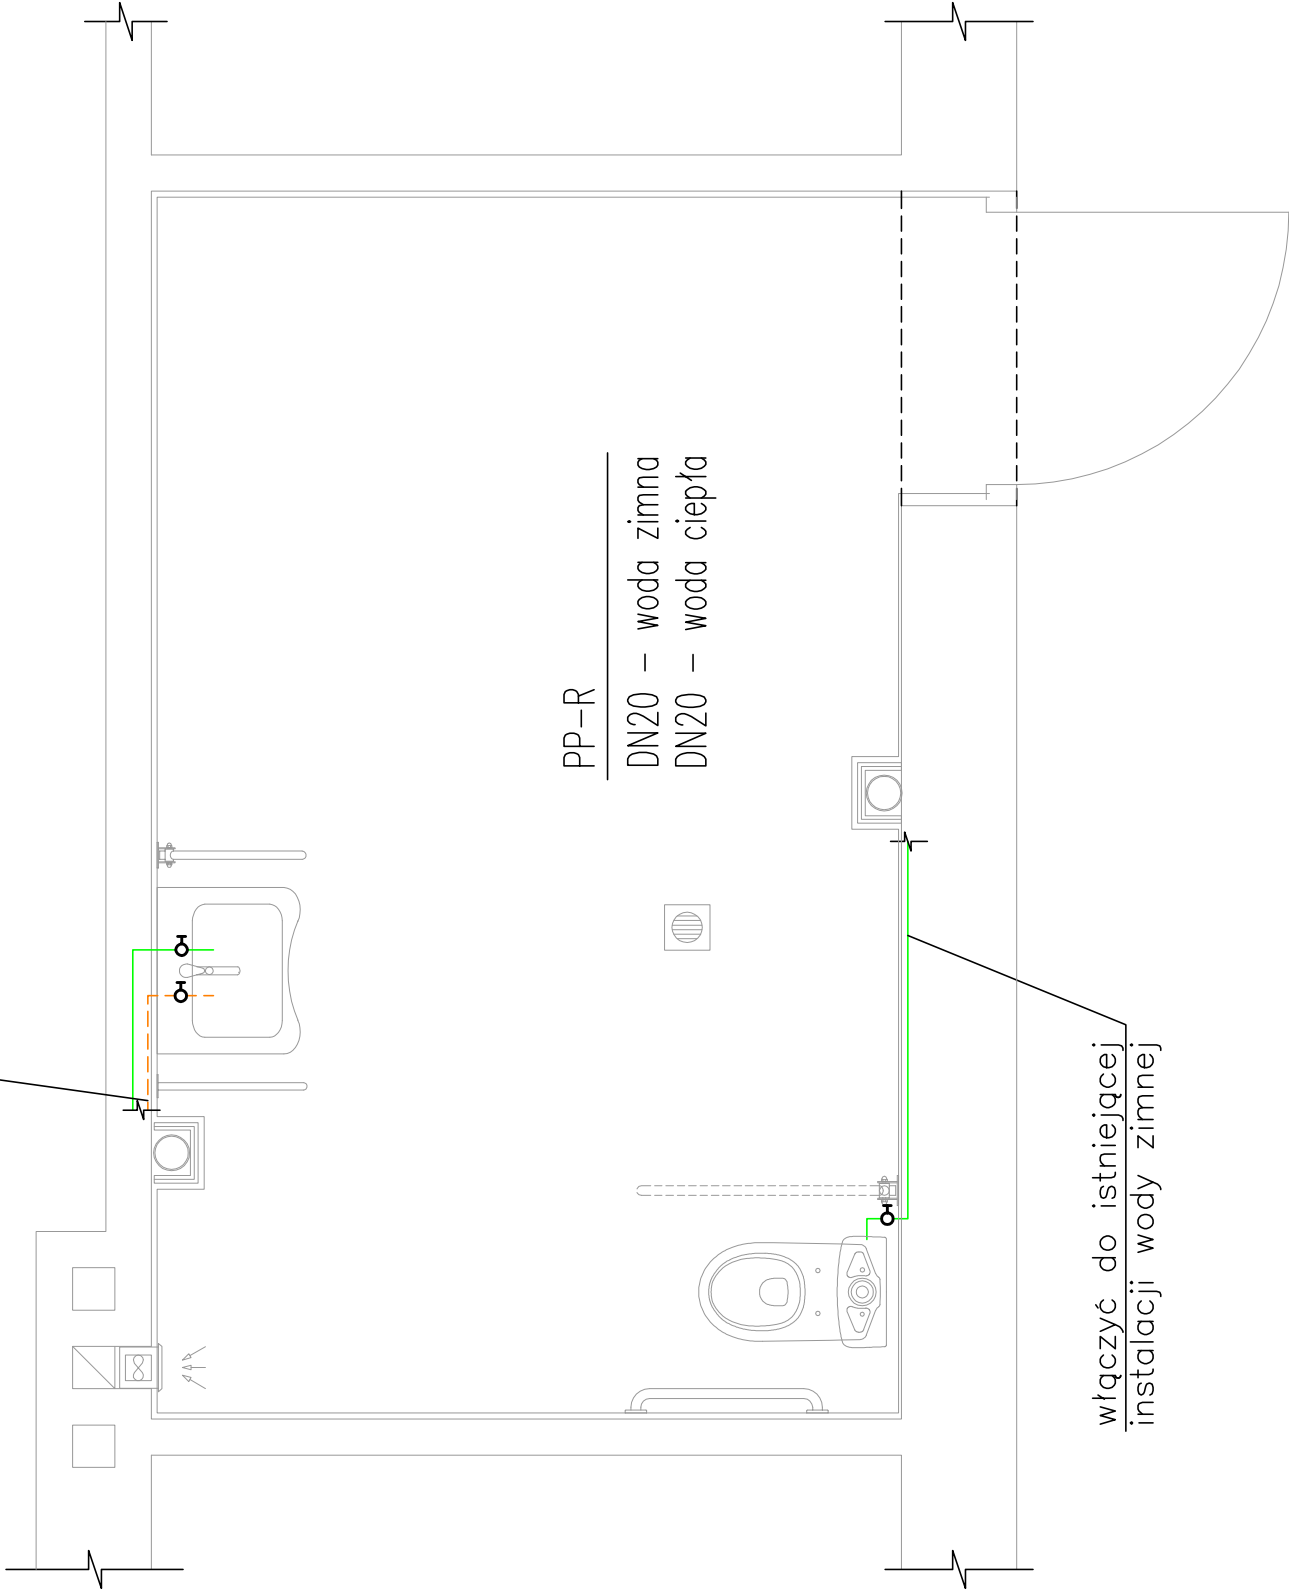 PP-R
DN20 - woda zimna
DN20 - woda ciepła
włączyć do istniejącej
instalacji wody zimnej